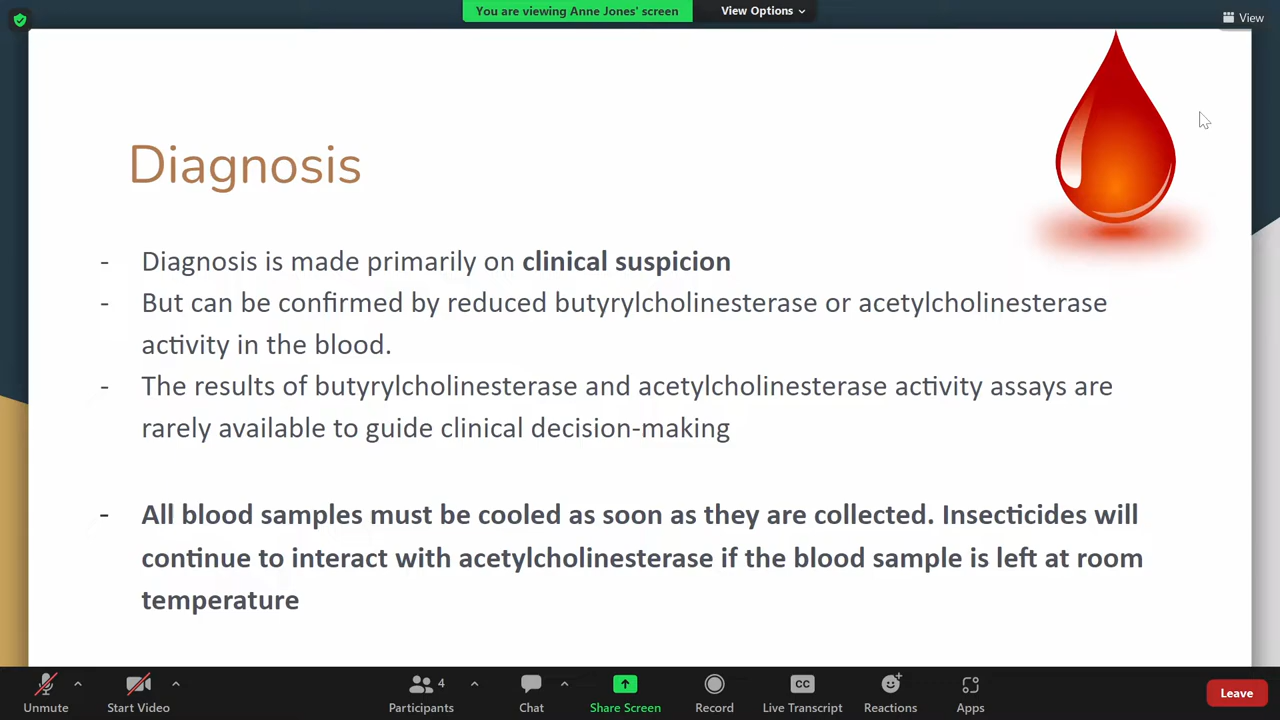 You are viewing Anne Jones' screen
View Options
View
Diagnosis
- Diagnosis is made primarily on clinical suspicion
- But can be confirmed by reduced butyrylcholinesterase or acetylcholinesterase
activity in the blood.
- The results of butyrylcholinesterase and acetylcholinesterase activity assays are
rarely available to guide clinical decision-making
- All blood samples must be cooled as soon as they are collected. Insecticides will
continue to interact with acetylcholinesterase if the blood sample is left at room
temperature
4
CC
Unmute
Start Video
Participants
Chat
Share Screen
Record
Live Transcript
Reactions
Apps
Leave